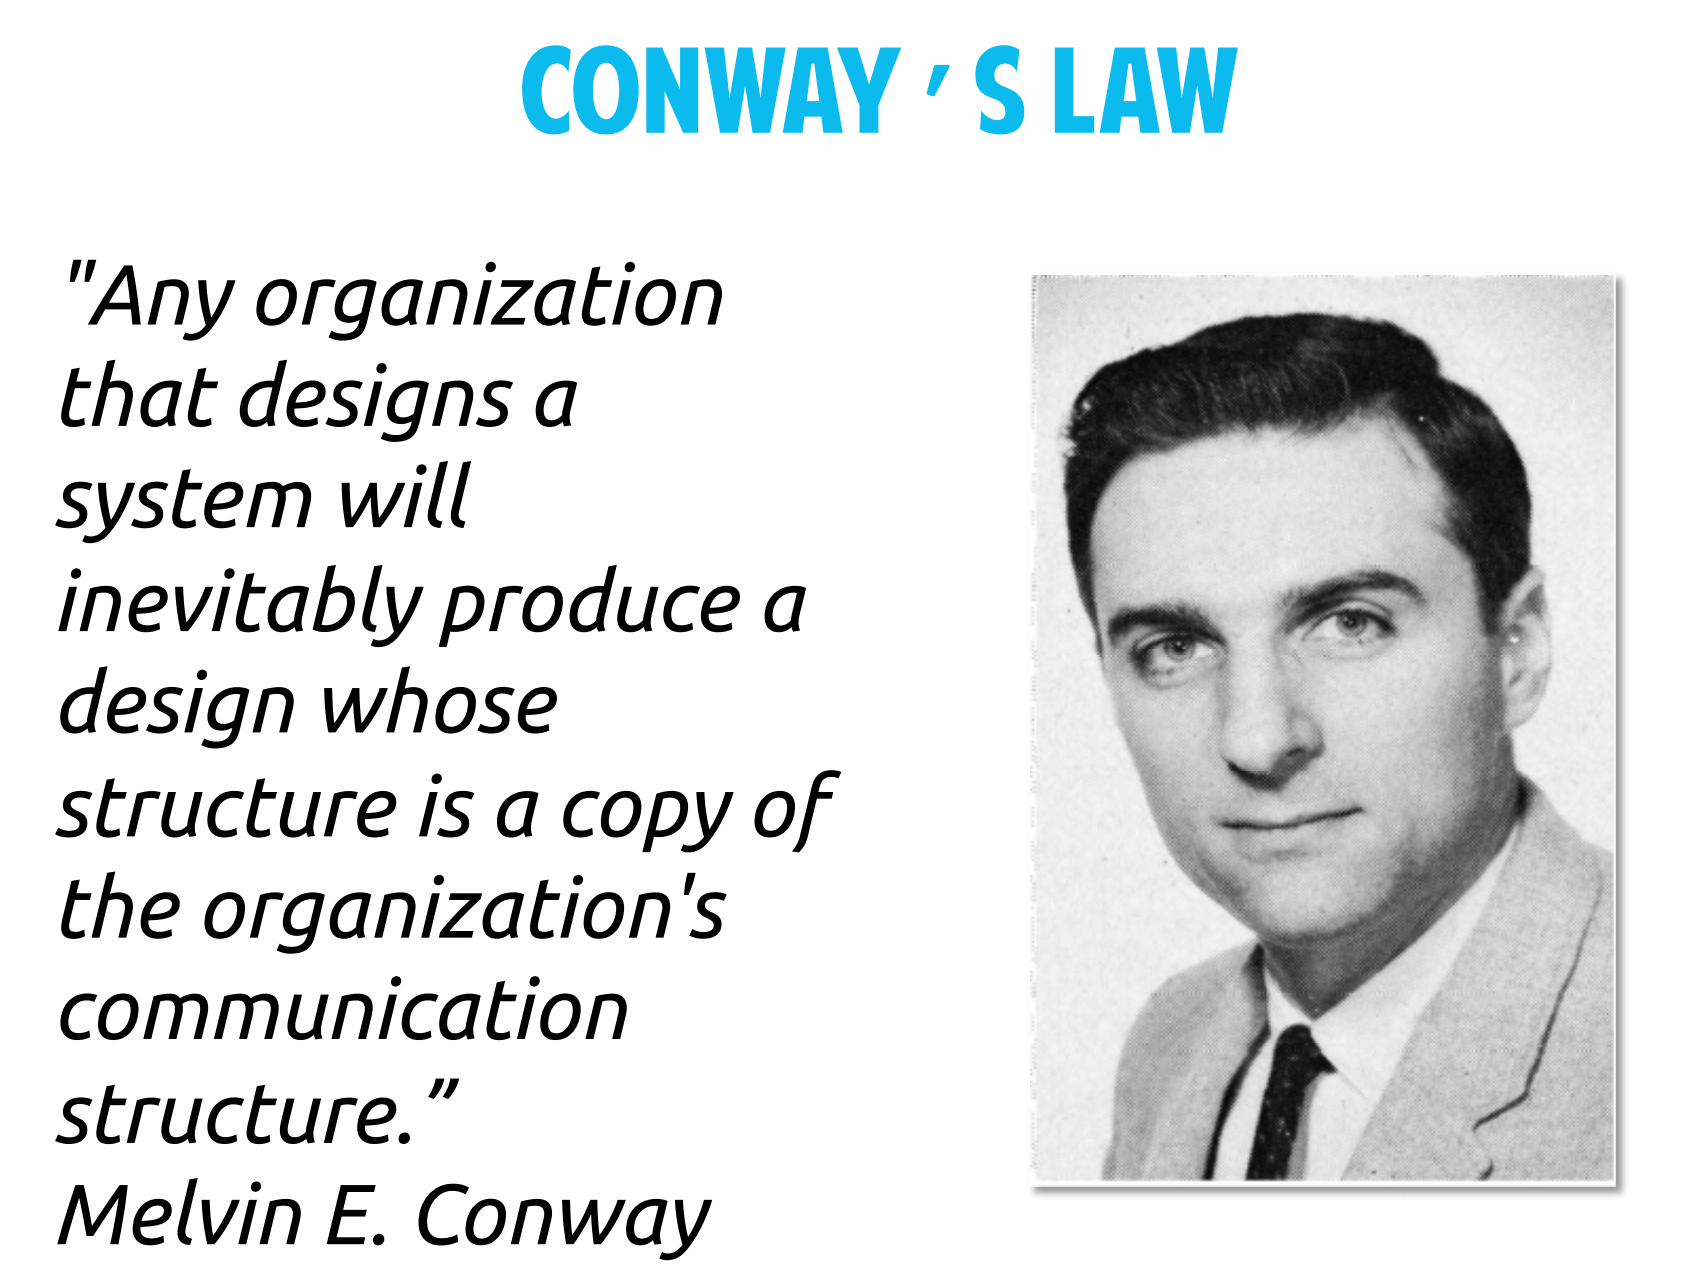 CONWAY ’ S LAW
"Any organization
that designs a
system will
inevitably produce a
design whose
structure is a copy of
the organization's
communication
structure.”
Melvin E. Conway